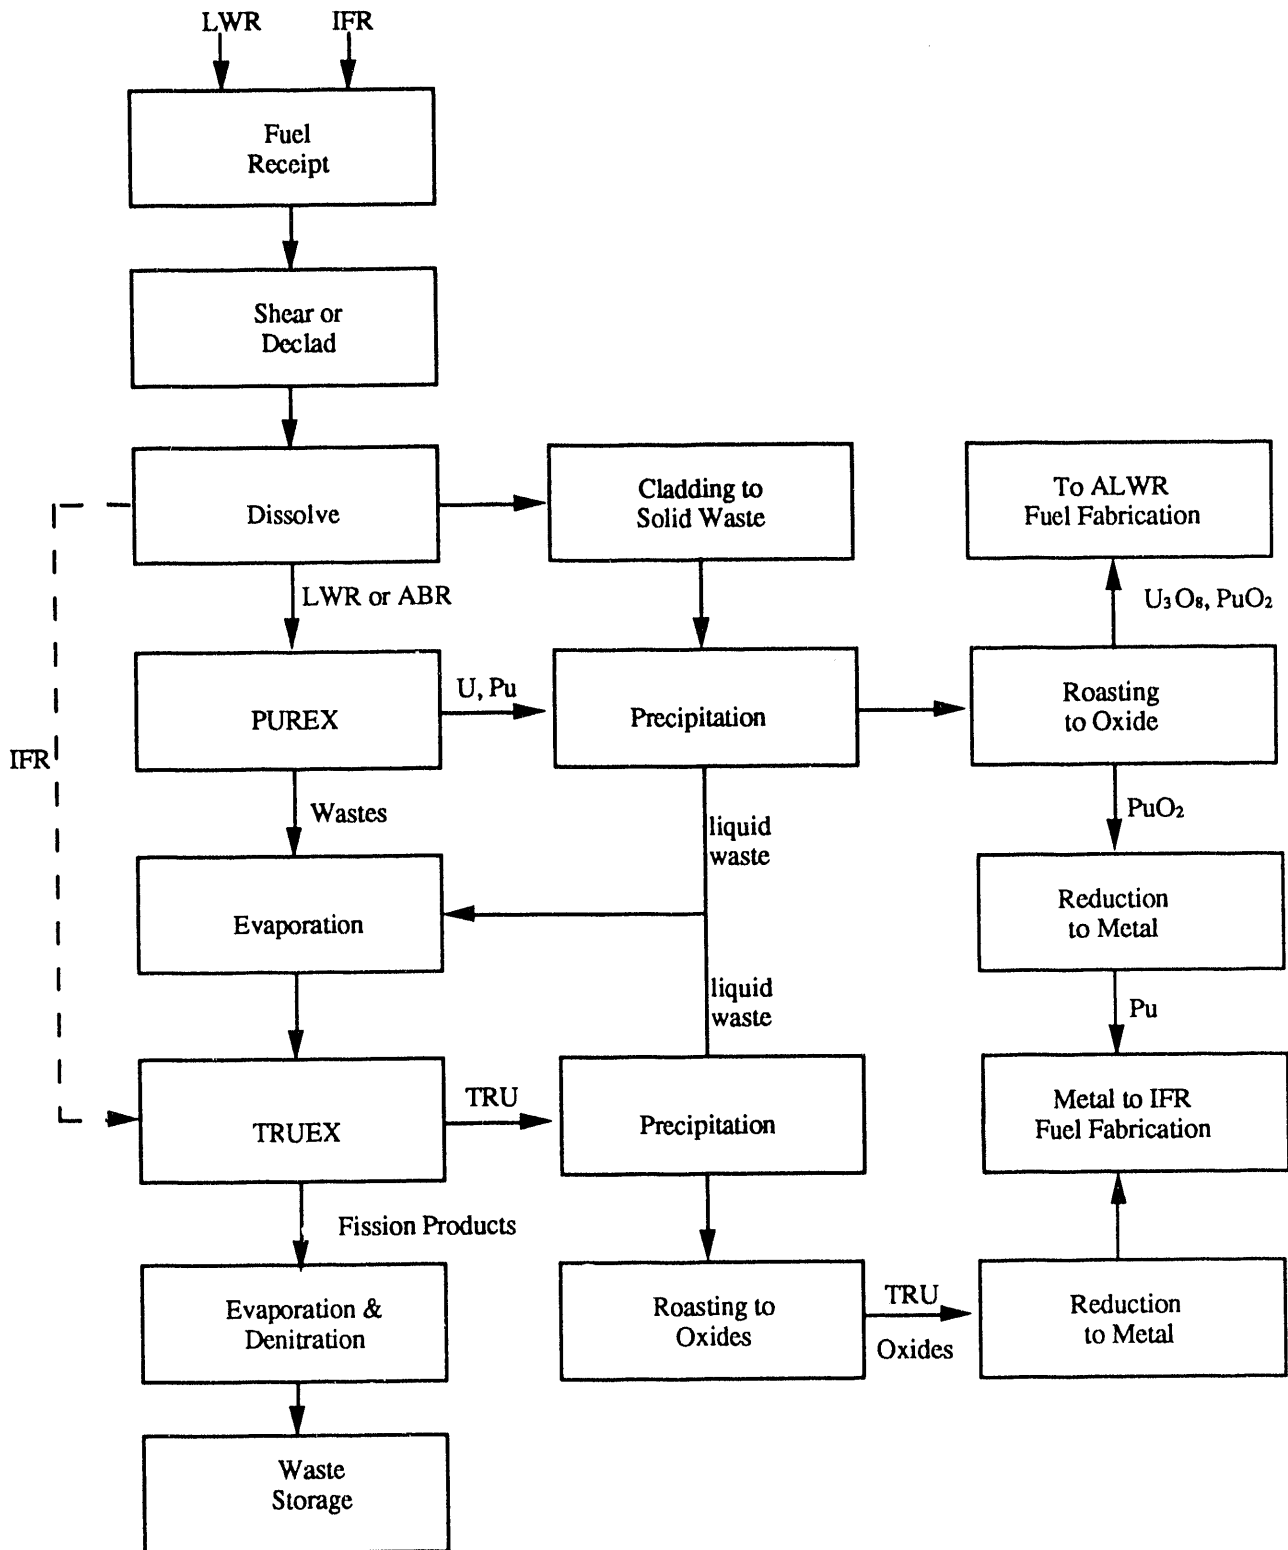 LWR
IFR
Fuel
Receipt
Shear or
Declad
Dissolve
Cladding to
Solid Waste
To ALWR
Fuel Fabrication
LWR or ABR
U₃O₈, PuO₂
PUREX
U, Pu
Precipitation
Roasting
to Oxide
IFR
Wastes
liquid
waste
PuO₂
Evaporation
Reduction
to Metal
liquid
waste
Pu
TRUEX
TRU
Precipitation
Metal to IFR
Fuel Fabrication
Fission Products
Evaporation &
Denitration
Roasting to
Oxides
TRU
Oxides
Reduction
to Metal
Waste
Storage